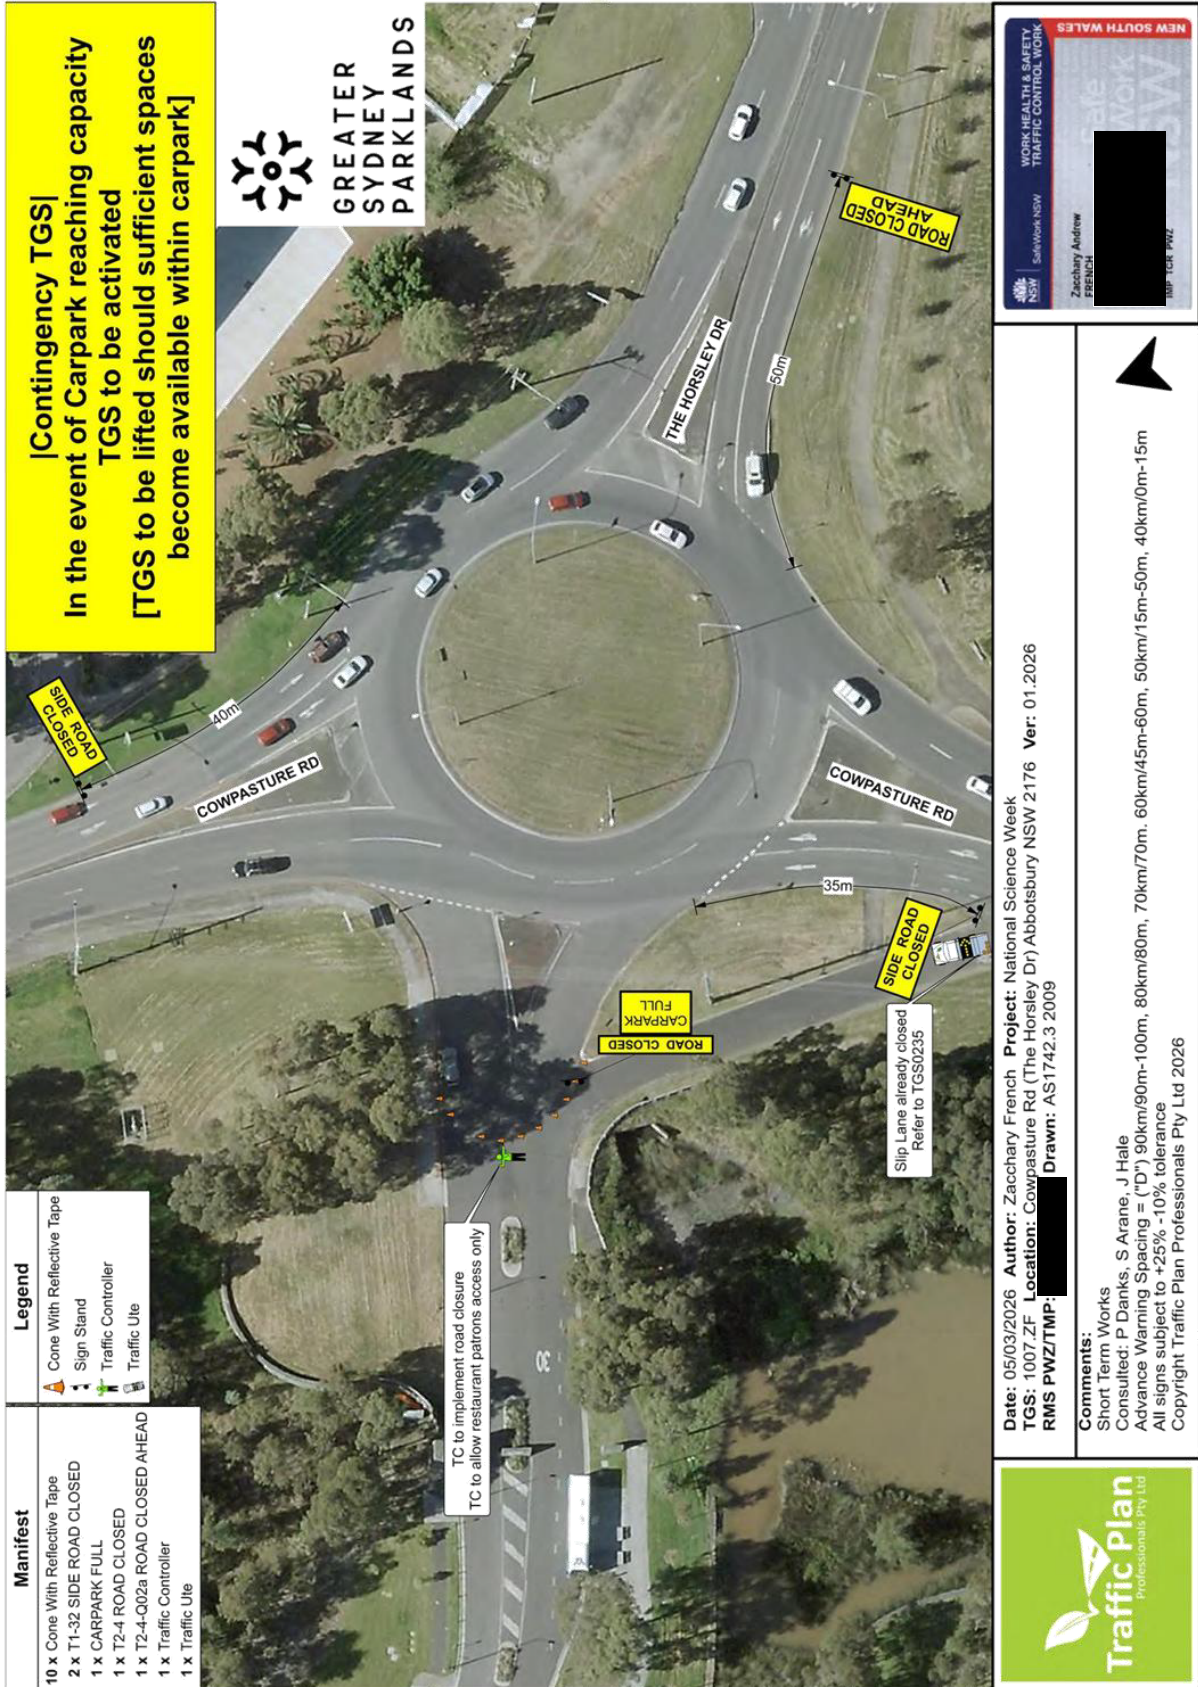 |Contingency TGS|
In the event of Carpark reaching capacity
TGS to be activated
[TGS to be lifted should sufficient spaces
become available within carpark]
GREATER
SYDNEY
PARKLANDS
Manifest
10 x Cone With Reflective Tape
2 x T1-32 SIDE ROAD CLOSED
1 x CARPARK FULL
1 x T2-4 ROAD CLOSED
1 x T2-4-Q02a ROAD CLOSED AHEAD
1 x Traffic Controller
1 x Traffic Ute
Legend
Cone With Reflective Tape
Sign Stand
Traffic Controller
Traffic Ute
SIDE ROAD
CLOSED
40m
COWPASTURE RD
THE HORSLEY DR
50m
ROAD CLOSED
AHEAD
COWPASTURE RD
35m
SIDE ROAD
CLOSED
CARPARK
FULL
ROAD CLOSED
Slip Lane already closed
Refer to TGS0235
TC to implement road closure
TC to allow restaurant patrons access only
Traffic Plan
Professionals Pty Ltd
Date: 05/03/2026 Author: Zacchary French Project: National Science Week
TGS: 1007.ZF Location: Cowpasture Rd (The Horsley Dr) Abbotsbury NSW 2176 Ver: 01.2026
RMS PWZ/TMP: Drawn: AS1742.3 2009
Comments:
Short Term Works
Consulted: P Danks, S Arane, J Hale
Advance Warning Spacing = ("D") 90km/90m-100m, 80km/80m, 70km/70m. 60km/45m-60m, 50km/15m-50m, 40km/0m-15m
All signs subject to +25% -10% tolerance
Copyright Traffic Plan Professionals Pty Ltd 2026
NSW
SafeWork NSW
WORK HEALTH & SAFETY
TRAFFIC CONTROL WORK
NEW SOUTH WALES
Zacchary Andrew
FRENCH
IMP TCR PWZ